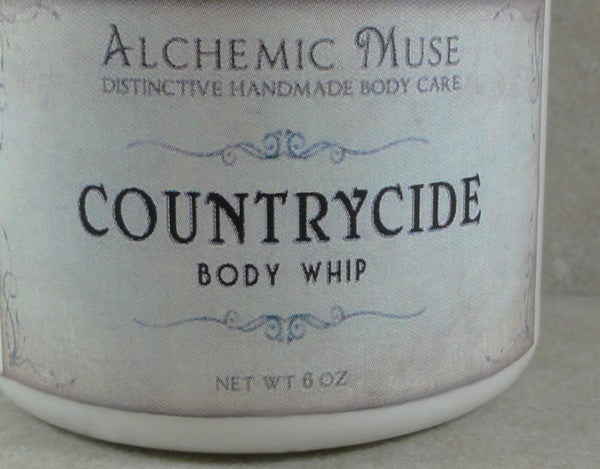 ALCHEMIC MUSE
DISTINCTIVE HANDMADE BODY CARE
COUNTRYCIDE
BODY WHIP
NET WT 6 OZ